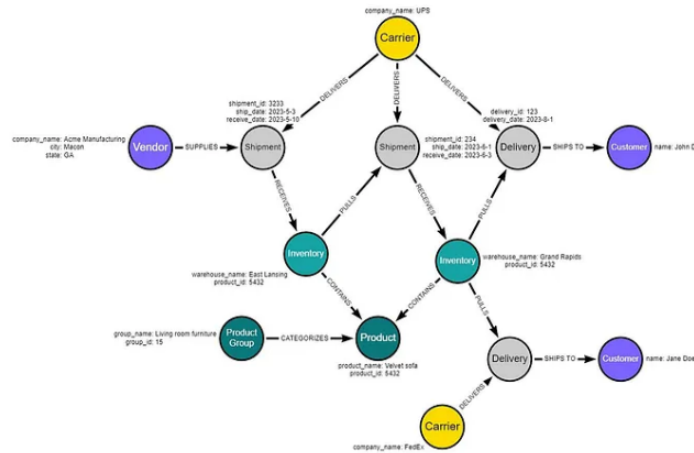 company_name: UPS
Carrier
DELIVERS
DELIVERS
DELIVERS
shipment_id: 3233
ship_date: 2023-5-3
receive_date: 2023-5-10
delivery_id: 123
delivery_date: 2023-8-1
company_name: Acme Manufacturing
city: Macon
state: GA
Vendor
SUPPLIES
Shipment
Shipment
shipment_id: 234
ship_date: 2023-6-1
receive_date: 2023-6-3
Delivery
SHIPS TO
Customer
name: John D
RECEIVES
PULLS
RECEIVES
PULLS
Inventory
warehouse_name: East Lansing
product_id: 5432
Inventory
warehouse_name: Grand Rapids
product_id: 5432
CONTAINS
CONTAINS
PULLS
group_name: Living room furniture
group_id: 15
Product
Group
CATEGORIZES
Product
product_name: Velvet sofa
product_id: 5432
Delivery
SHIPS TO
Customer
name: Jane Doe
DELIVERS
Carrier
company_name: FedEx